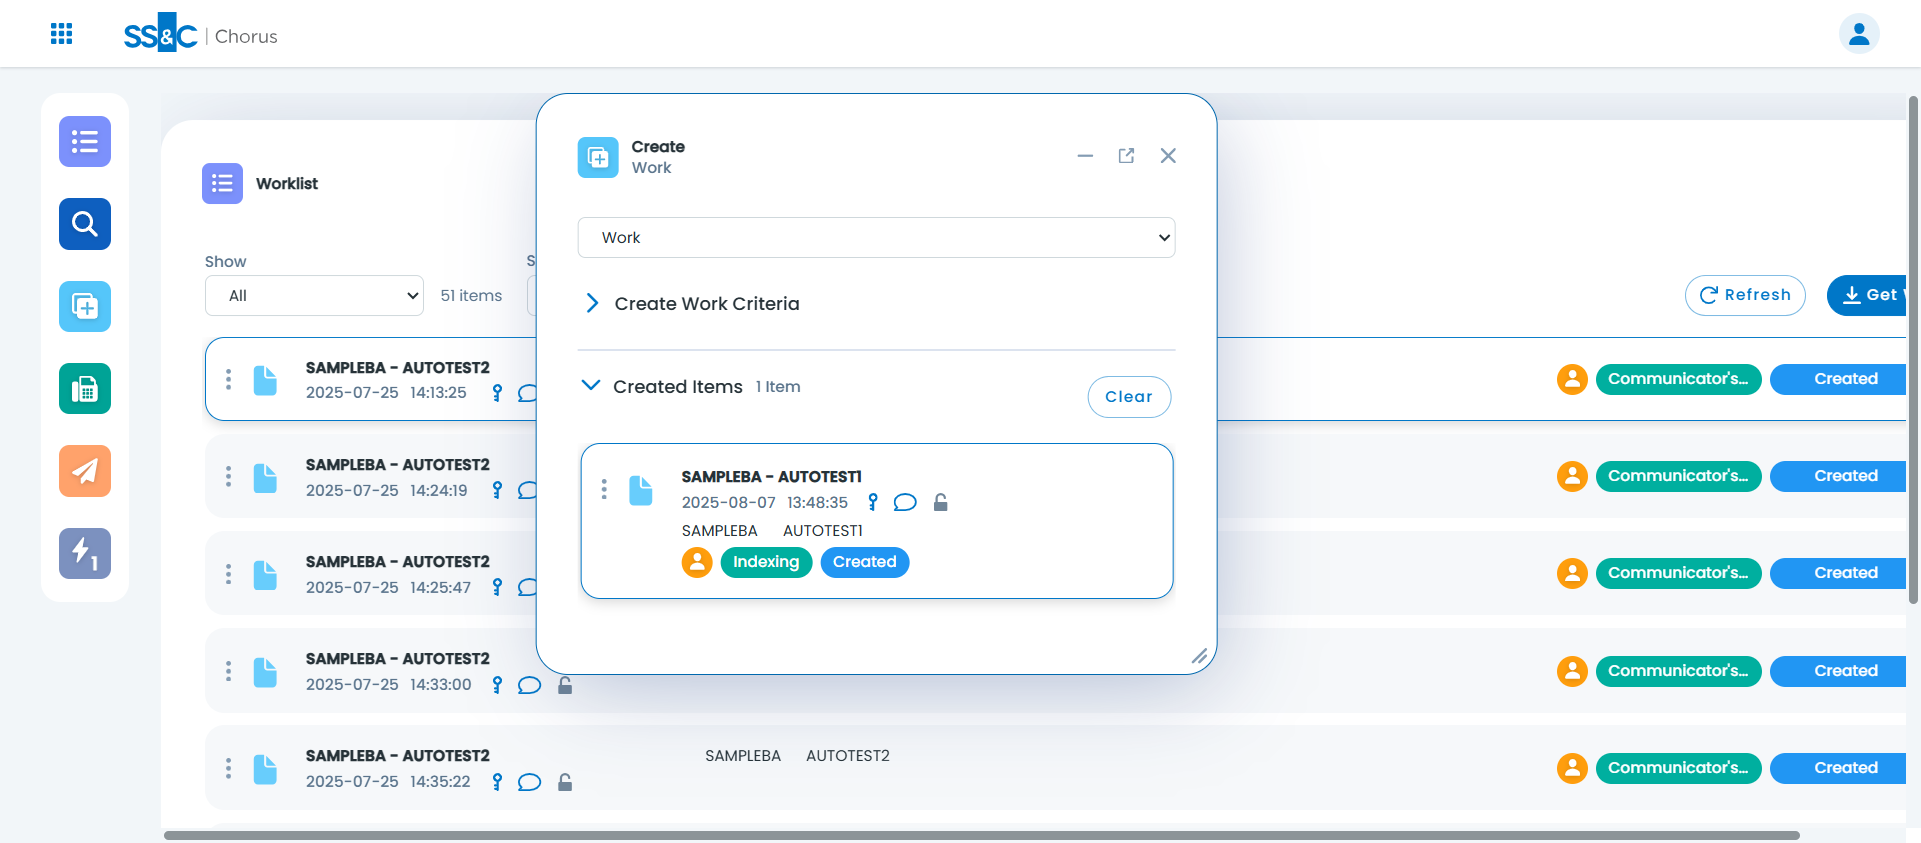 SS&C | Chorus
Worklist
Show
All
51 items
S
Refresh
Get
SAMPLEBA - AUTOTEST2
2025-07-25 14:13:25
Communicator's...
Created
SAMPLEBA - AUTOTEST2
2025-07-25 14:24:19
Communicator's...
Created
SAMPLEBA - AUTOTEST2
2025-07-25 14:25:47
Communicator's...
Created
SAMPLEBA - AUTOTEST2
2025-07-25 14:33:00
Communicator's...
Created
SAMPLEBA - AUTOTEST2
2025-07-25 14:35:22
SAMPLEBA AUTOTEST2
Communicator's...
Created
1
Create
Work
Work
Create Work Criteria
Created Items 1 Item
Clear
SAMPLEBA - AUTOTEST1
2025-08-07 13:48:35
SAMPLEBA AUTOTEST1
Indexing Created